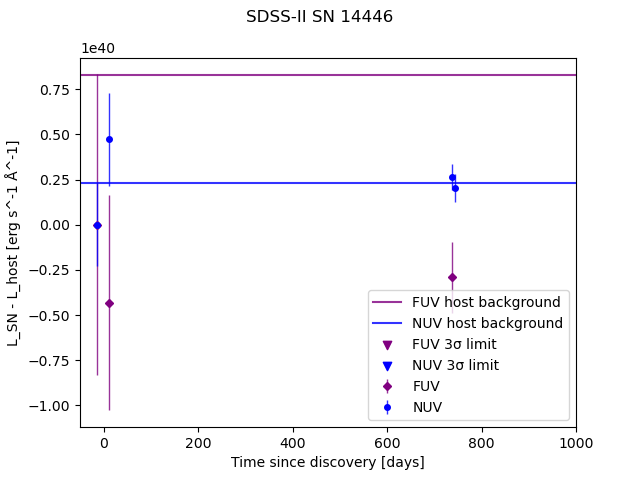 SDSS-II SN 14446
1e40
L_SN - L_host [erg s^-1 Å^-1]
0.75
0.50
0.25
0.00
−0.25
−0.50
−0.75
−1.00
FUV host background
NUV host background
FUV 3σ limit
NUV 3σ limit
FUV
NUV
0
200
400
600
800
1000
Time since discovery [days]